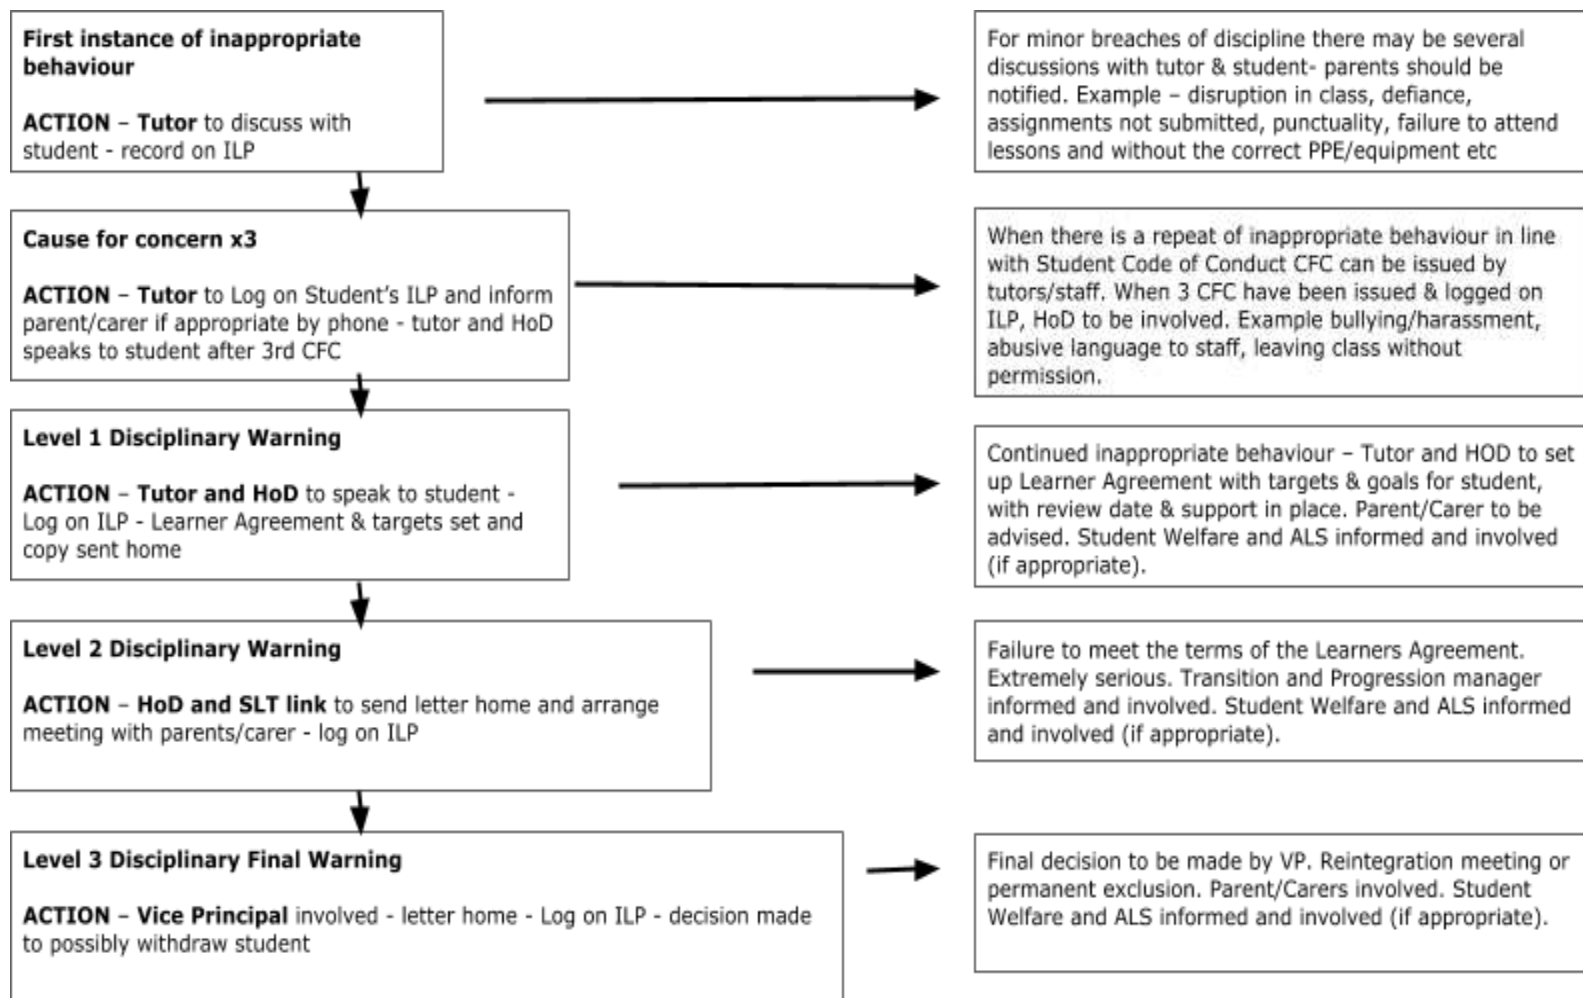 First instance of inappropriate
behaviour
ACTION – Tutor to discuss with
student - record on ILP
For minor breaches of discipline there may be several
discussions with tutor & student- parents should be
notified. Example – disruption in class, defiance,
assignments not submitted, punctuality, failure to attend
lessons and without the correct PPE/equipment etc
Cause for concern x3
ACTION – Tutor to Log on Student's ILP and inform
parent/carer if appropriate by phone - tutor and HoD
speaks to student after 3rd CFC
When there is a repeat of inappropriate behaviour in line
with Student Code of Conduct CFC can be issued by
tutors/staff. When 3 CFC have been issued & logged on
ILP, HoD to be involved. Example bullying/harassment,
abusive language to staff, leaving class without
permission.
Level 1 Disciplinary Warning
ACTION – Tutor and HoD to speak to student -
Log on ILP - Learner Agreement & targets set and
copy sent home
Continued inappropriate behaviour – Tutor and HOD to set
up Learner Agreement with targets & goals for student,
with review date & support in place. Parent/Carer to be
advised. Student Welfare and ALS informed and involved
(if appropriate).
Level 2 Disciplinary Warning
ACTION – HoD and SLT link to send letter home and arrange
meeting with parents/carer - log on ILP
Failure to meet the terms of the Learners Agreement.
Extremely serious. Transition and Progression manager
informed and involved. Student Welfare and ALS informed
and involved (if appropriate).
Level 3 Disciplinary Final Warning
ACTION – Vice Principal involved - letter home - Log on ILP - decision made
to possibly withdraw student
Final decision to be made by VP. Reintegration meeting or
permanent exclusion. Parent/Carers involved. Student
Welfare and ALS informed and involved (if appropriate).